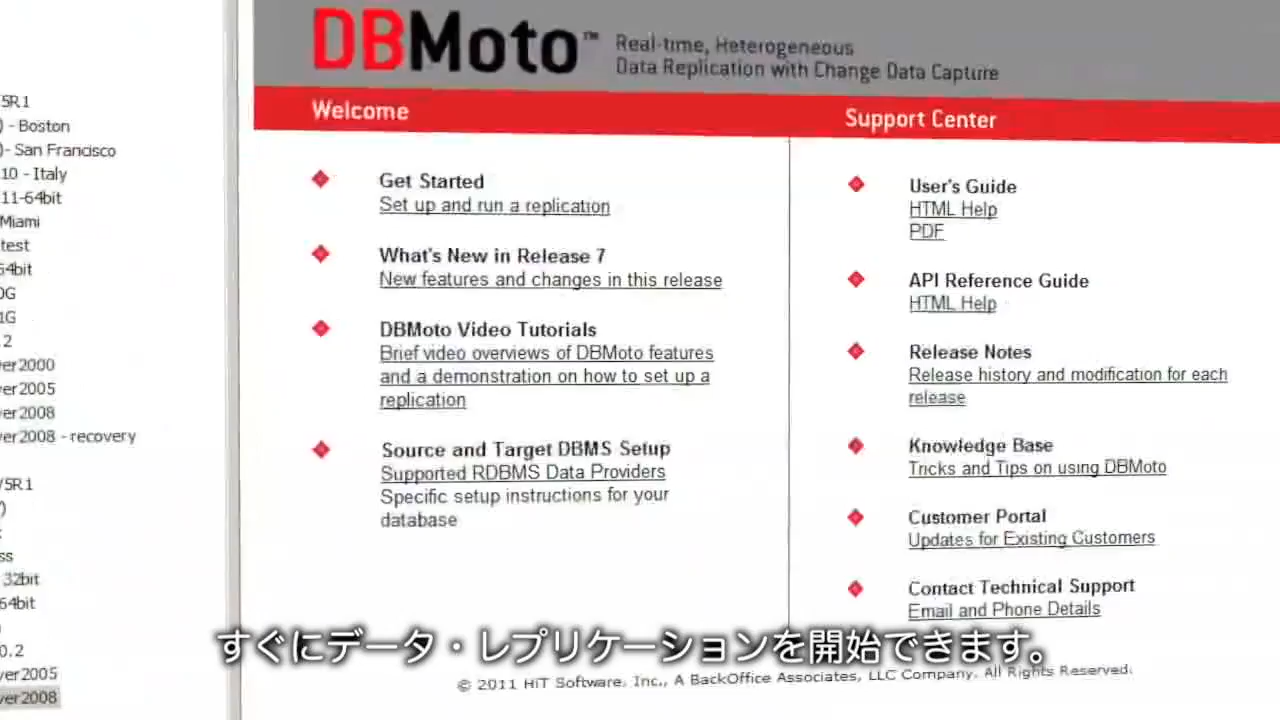 5R1
) - Boston
)- San Francisco
10 - Italy
11-64bit
Miami
test
64bit
0G
1G
.2
er2000
er2005
er2008
er2008 - recovery
/5R1
)
ss
32bit
64bit
0.2
er2005
er2008
DBMoto™
Real-time, Heterogeneous
Data Replication with Change Data Capture
Welcome
Get Started
Set up and run a replication
What's New in Release 7
New features and changes in this release
DBMoto Video Tutorials
Brief video overviews of DBMoto features
and a demonstration on how to set up a
replication
Source and Target DBMS Setup
Supported RDBMS Data Providers
Specific setup instructions for your
database
Support Center
User's Guide
HTML Help
PDF
API Reference Guide
HTML Help
Release Notes
Release history and modification for each
release
Knowledge Base
Tricks and Tips on using DBMoto
Customer Portal
Updates for Existing Customers
Contact Technical Support
Email and Phone Details
すぐにデータ・レプリケーションを開始できます。
© 2011 HiT Software, Inc., A BackOffice Associates, LLC Company. All Rights Reserved.